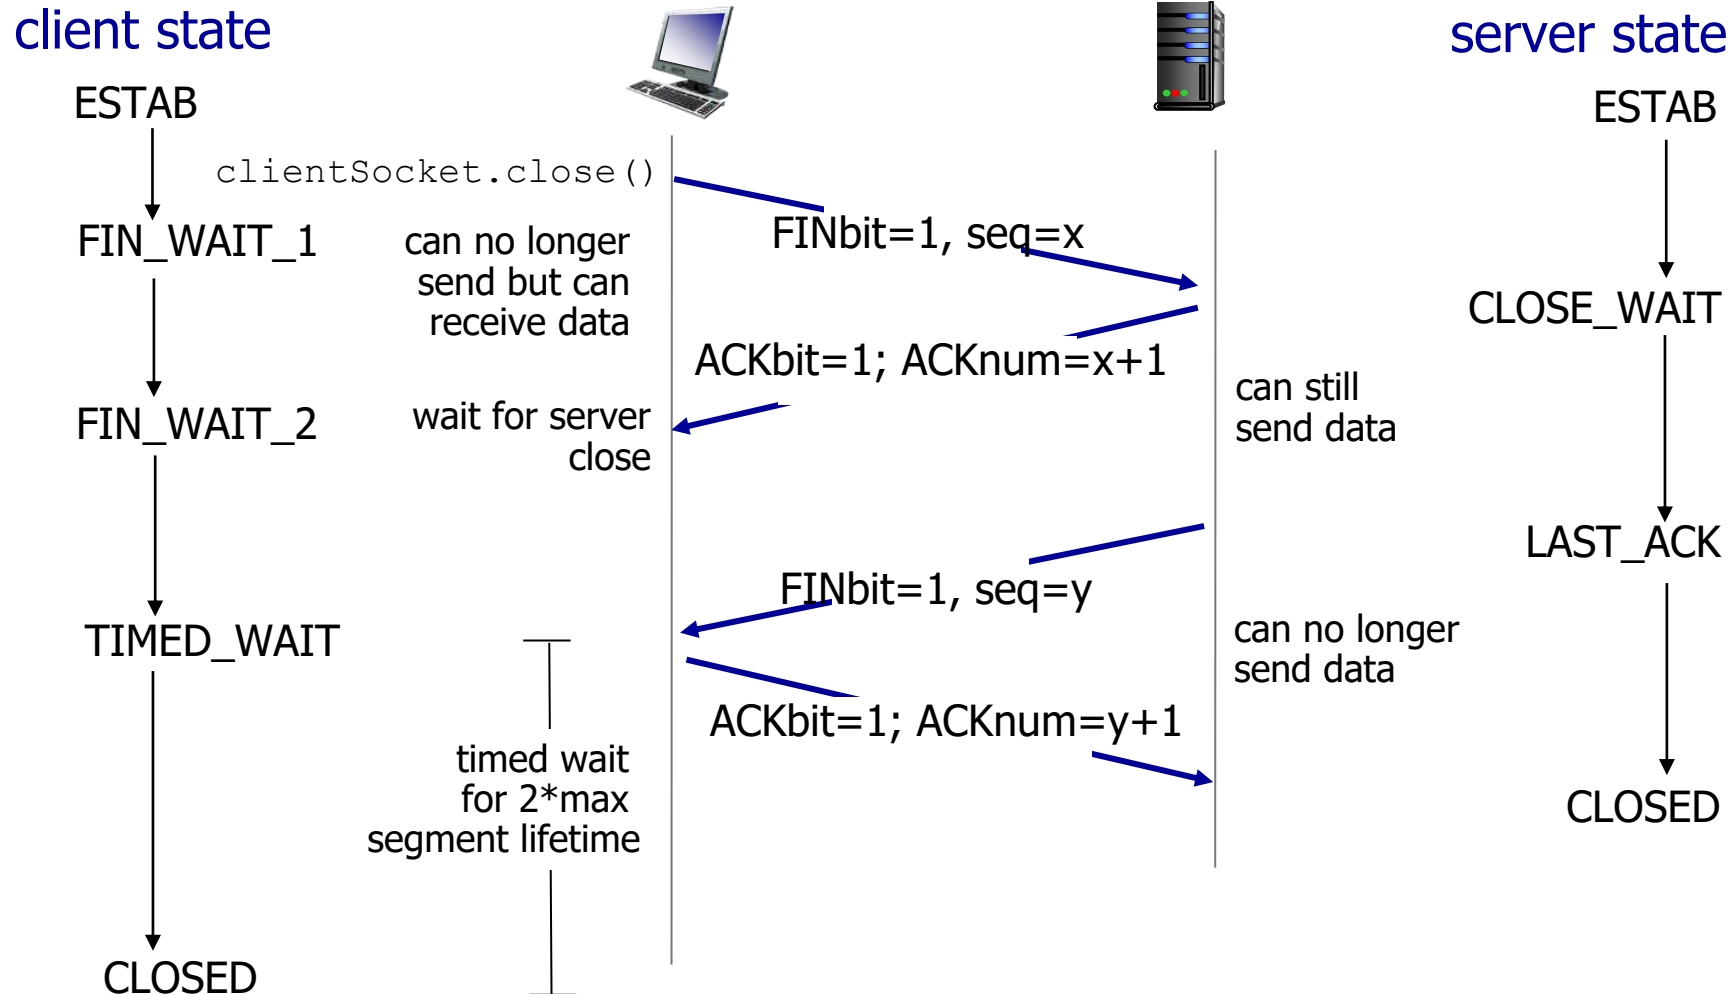 client state
server state
ESTAB
ESTAB
clientSocket.close()
FIN_WAIT_1
can no longer
send but can
receive data
FINbit=1, seq=x
CLOSE_WAIT
ACKbit=1; ACKnum=x+1
can still
send data
FIN_WAIT_2
wait for server
close
LAST_ACK
FINbit=1, seq=y
can no longer
send data
TIMED_WAIT
ACKbit=1; ACKnum=y+1
timed wait
for 2*max
segment lifetime
CLOSED
CLOSED